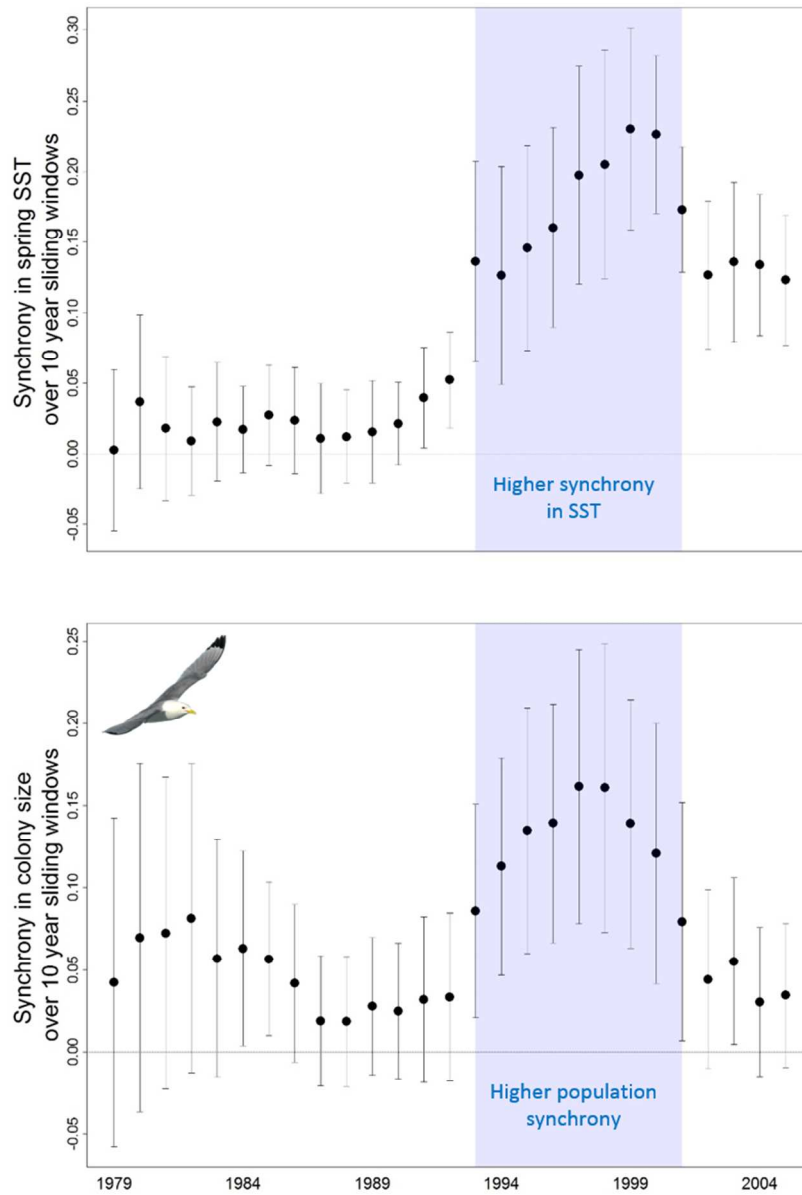 Synchrony in spring SST
over 10 year sliding windows
0.30
0.25
0.20
0.15
0.10
0.05
0.00
-0.05
Higher synchrony
in SST
Synchrony in colony size
over 10 year sliding windows
0.25
0.20
0.15
0.10
0.05
0.00
-0.05
Higher population
synchrony
1979 1984 1989 1994 1999 2004